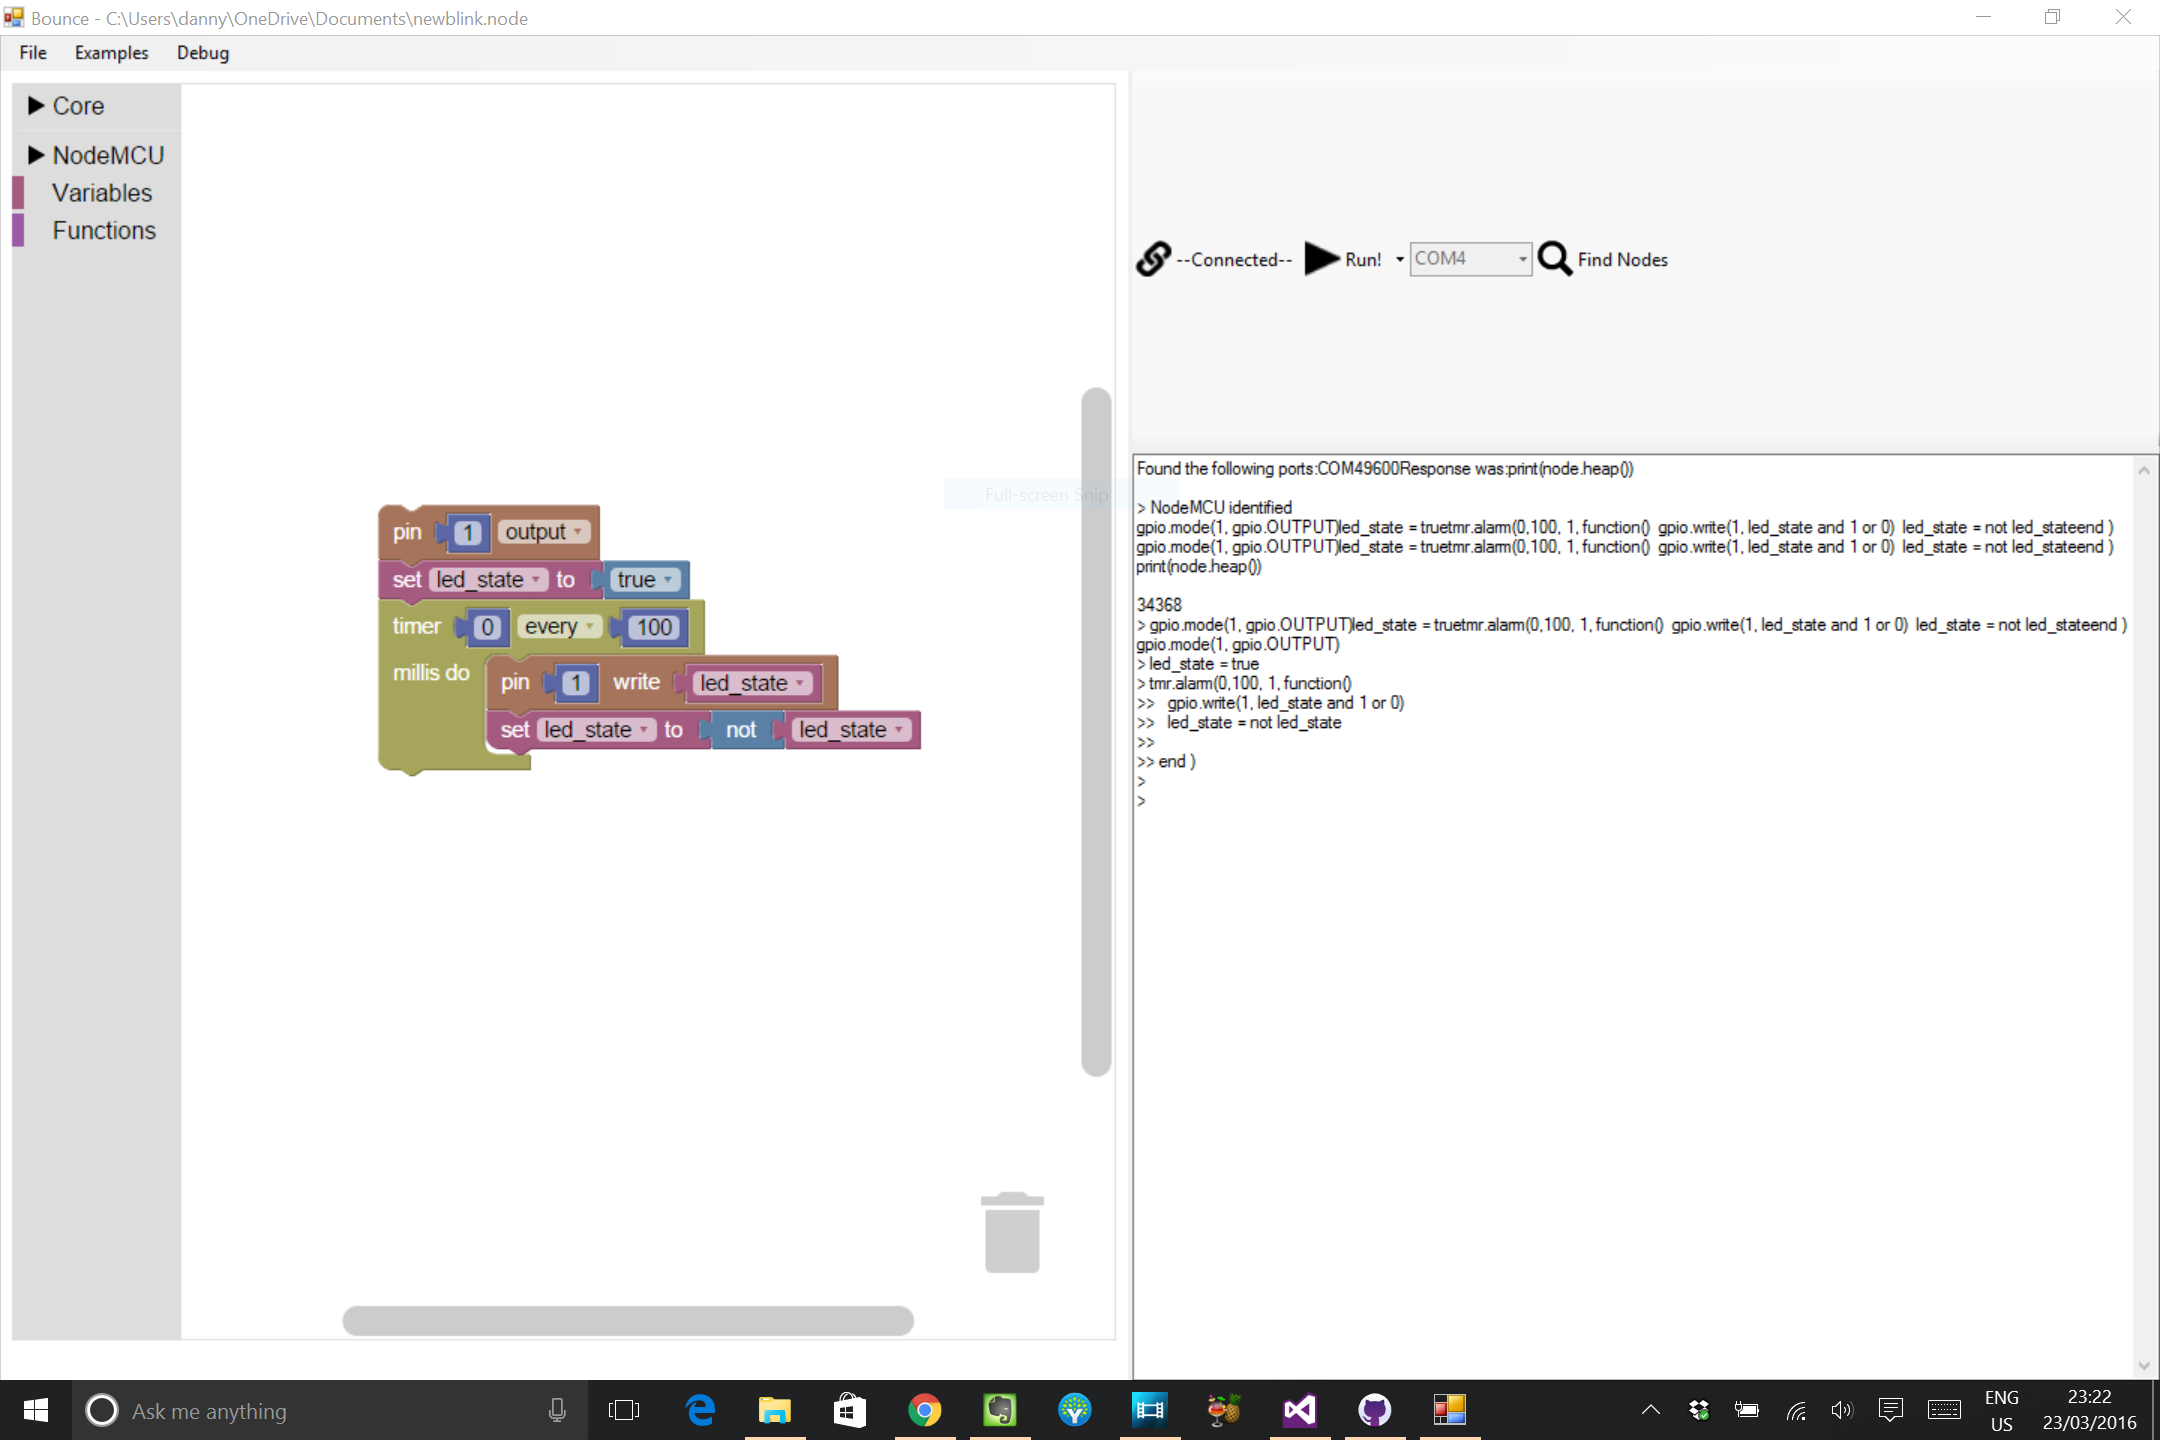 Bounce - C:\Users\danny\OneDrive\Documents\newblink.node
File Examples Debug
Core
NodeMCU
Variables
Functions
pin 1 output
set led_state to true
timer 0 every 100
millis do
pin 1 write led_state
set led_state to not led_state
Full-screen Snip
--Connected-- Run! COM4 Find Nodes
Found the following ports:COM49600Response was:print(node.heap())
> NodeMCU identified
gpio.mode(1, gpio.OUTPUT)led_state = truetmr.alarm(0,100, 1, function()  gpio.write(1, led_state and 1 or 0)  led_state = not led_stateend )
gpio.mode(1, gpio.OUTPUT)led_state = truetmr.alarm(0,100, 1, function()  gpio.write(1, led_state and 1 or 0)  led_state = not led_stateend )
print(node.heap())
34368
> gpio.mode(1, gpio.OUTPUT)led_state = truetmr.alarm(0,100, 1, function()  gpio.write(1, led_state and 1 or 0)  led_state = not led_stateend )
gpio.mode(1, gpio.OUTPUT)
> led_state = true
> tmr.alarm(0,100, 1, function()
>>   gpio.write(1, led_state and 1 or 0)
>>   led_state = not led_state
>>
>> end )
>
>
Ask me anything
ENG
US
23:22
23/03/2016